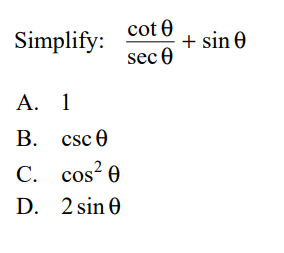 Simplify: cot θ / sec θ + sin θ
A. 1
B. csc θ
C. cos² θ
D. 2 sin θ